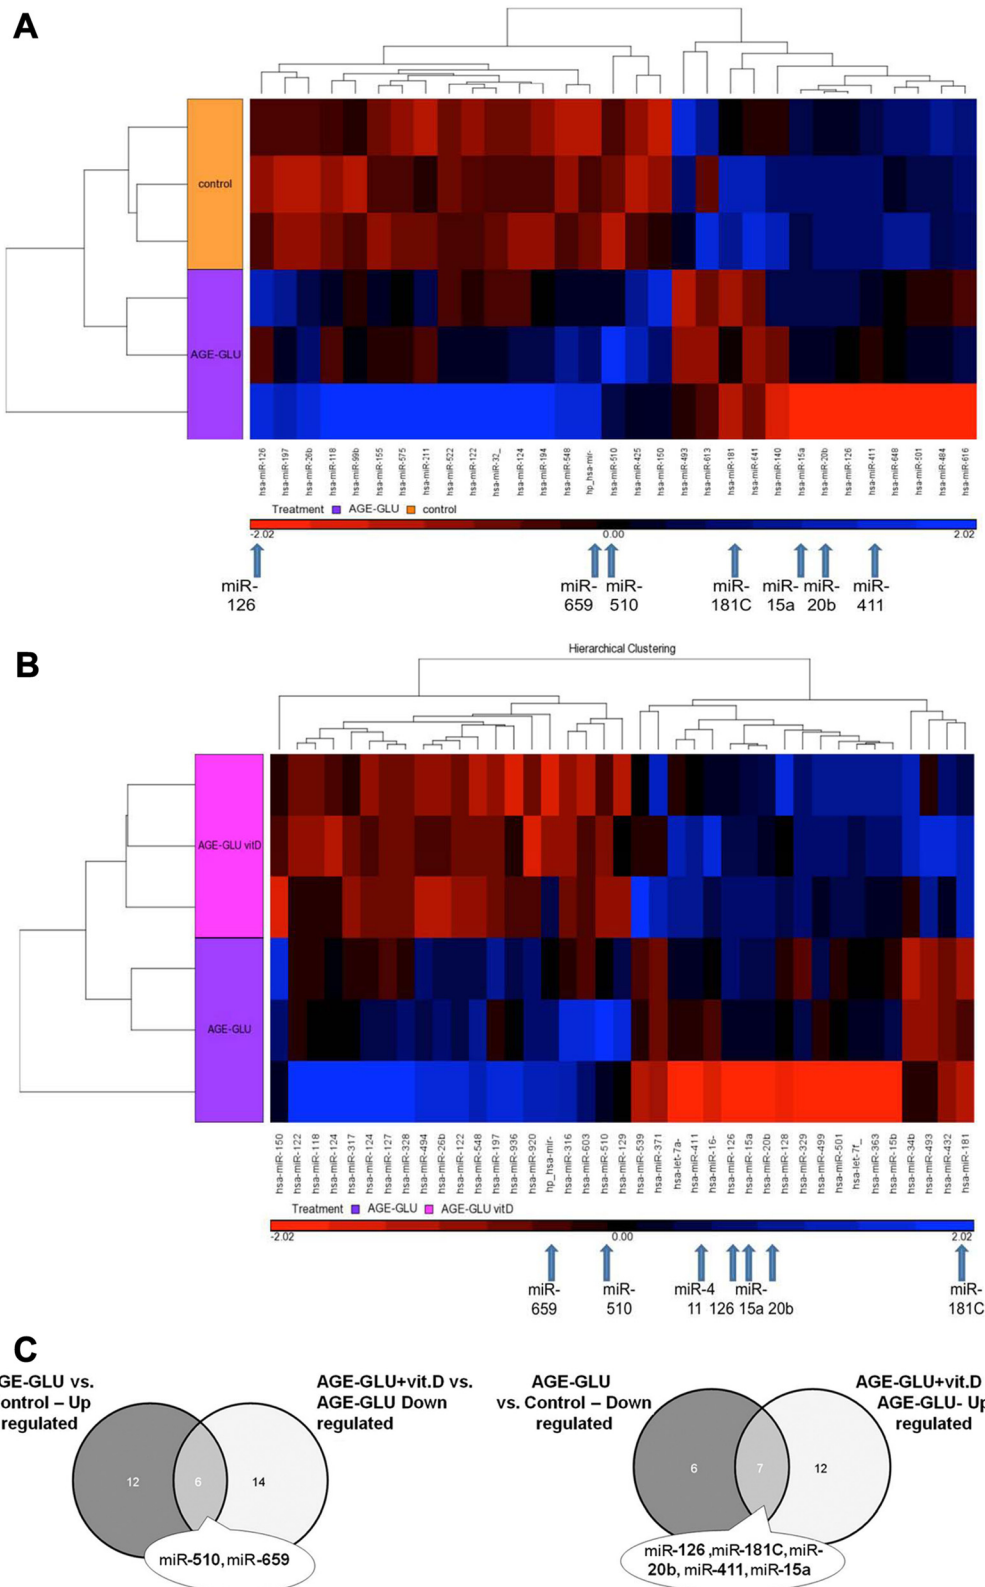 A
control
AGE-GLU
hsa-miR-126
hsa-miR-197
hsa-miR-26b
hsa-miR-118
hsa-miR-99b
hsa-miR-155
hsa-miR-575
hsa-miR-211
hsa-miR-522
hsa-miR-122
hsa-miR-32_
hsa-miR-124
hsa-miR-194
hsa-miR-548
hp_hsa-mir-
hsa-miR-510
hsa-miR-425
hsa-miR-150
hsa-miR-493
hsa-miR-613
hsa-miR-181
hsa-miR-641
hsa-miR-140
hsa-miR-15a
hsa-miR-20b
hsa-miR-126
hsa-miR-411
hsa-miR-648
hsa-miR-501
hsa-miR-484
hsa-miR-616
Treatment AGE-GLU control
-2.02 0.00 2.02
miR- miR- miR- miR- miR- miR- miR-
126 659 510 181C 15a 20b 411
B
Hierarchical Clustering
AGE-GLU vitD
AGE-GLU
hsa-miR-150
hsa-miR-122
hsa-miR-118
hsa-miR-124
hsa-miR-317
hsa-miR-124
hsa-miR-127
hsa-miR-328
hsa-miR-494
hsa-miR-26b
hsa-miR-122
hsa-miR-548
hsa-miR-197
hsa-miR-936
hsa-miR-920
hp_hsa-mir-
hsa-miR-316
hsa-miR-603
hsa-miR-510
hsa-miR-129
hsa-miR-539
hsa-miR-371
hsa-let-7a-
hsa-miR-411
hsa-miR-16-
hsa-miR-126
hsa-miR-15a
hsa-miR-20b
hsa-miR-128
hsa-miR-329
hsa-miR-499
hsa-miR-501
hsa-let-7f_
hsa-miR-363
hsa-miR-15b
hsa-miR-34b
hsa-miR-493
hsa-miR-432
hsa-miR-181
Treatment AGE-GLU AGE-GLU vitD
-2.02 0.00 2.02
miR- miR- miR-4 miR- miR-
659 510 11 126 15a 20b 181C
C
GE-GLU vs.
ontrol – Up
regulated
AGE-GLU+vit.D vs.
AGE-GLU Down
regulated
12 6 14
miR-510, miR-659
AGE-GLU
vs. Control – Down
regulated
AGE-GLU+vit.D
AGE-GLU- Up
regulated
6 7 12
miR-126 ,miR-181C, miR-
20b, miR-411, miR-15a